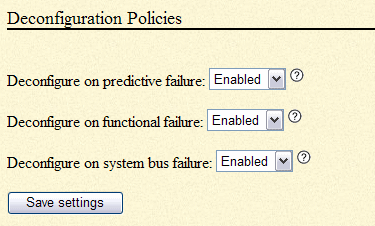 Deconfiguration Policies
Deconfigure on predictive failure: Enabled ?
Deconfigure on functional failure: Enabled ?
Deconfigure on system bus failure: Enabled ?
Save settings